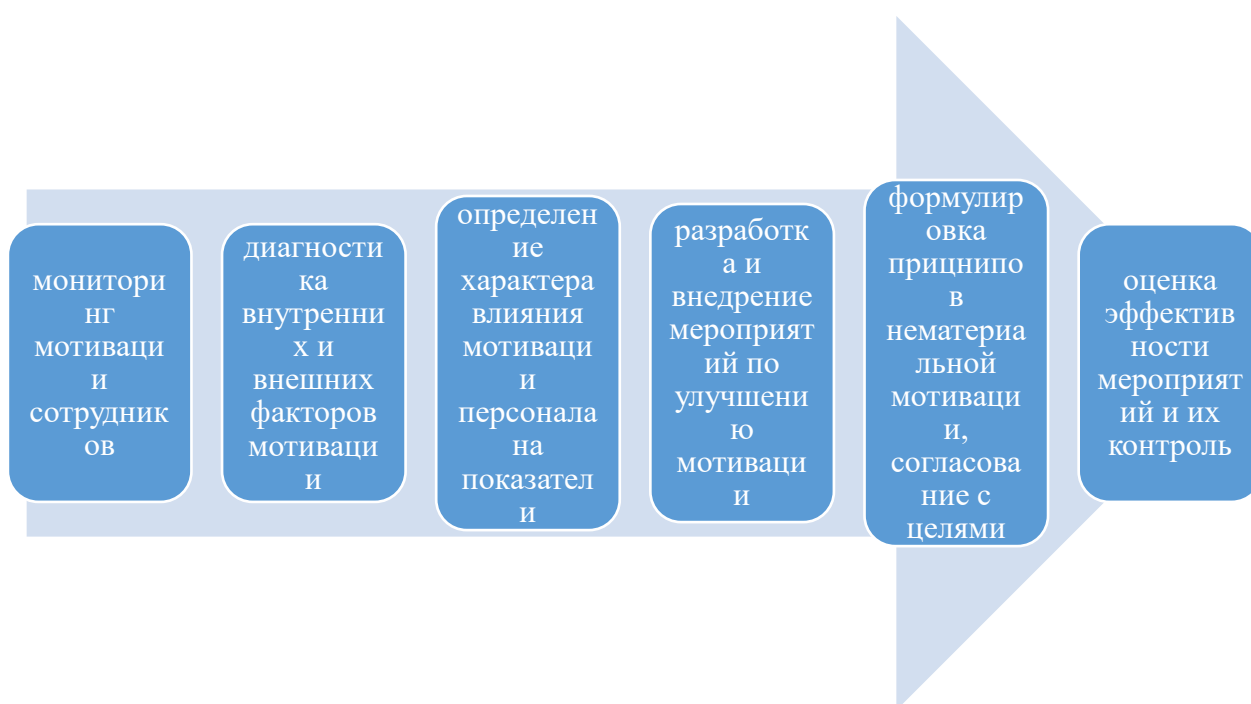 монитори
нг
мотиваци
и
сотрудник
ов
диагности
ка
внутренни
х и
внешних
факторов
мотиваци
и
определен
ие
характера
влияния
мотиваци
и
персонала
на
показател
и
разработк
а и
внедрение
мероприят
ий по
улучшени
ю
мотиваци
и
формулир
овка
прицнипо
в
нематериа
льной
мотиваци
и,
согласова
ние с
целями
оценка
эффектив
ности
мероприят
ий и их
контроль